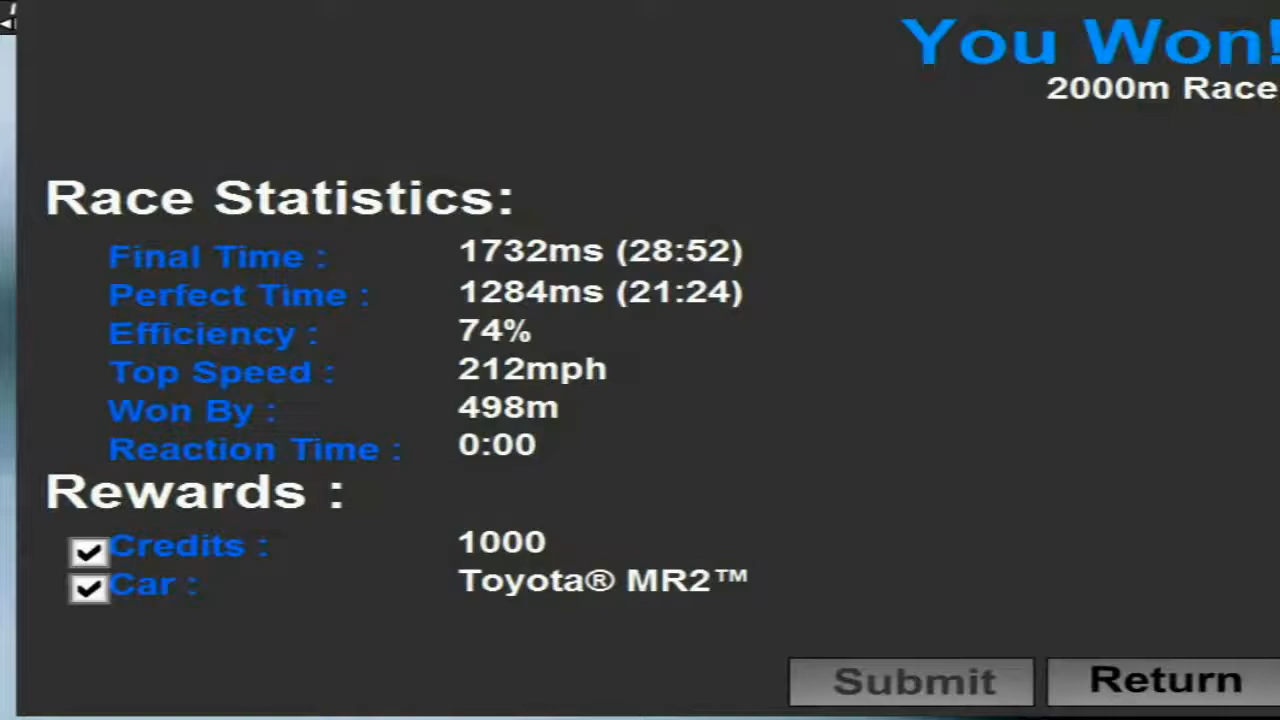 You Won!
2000m Race
Race Statistics:
Final Time : 1732ms (28:52)
Perfect Time : 1284ms (21:24)
Efficiency : 74%
Top Speed : 212mph
Won By : 498m
Reaction Time : 0:00
Rewards :
Credits : 1000
Car : Toyota® MR2™
Submit Return